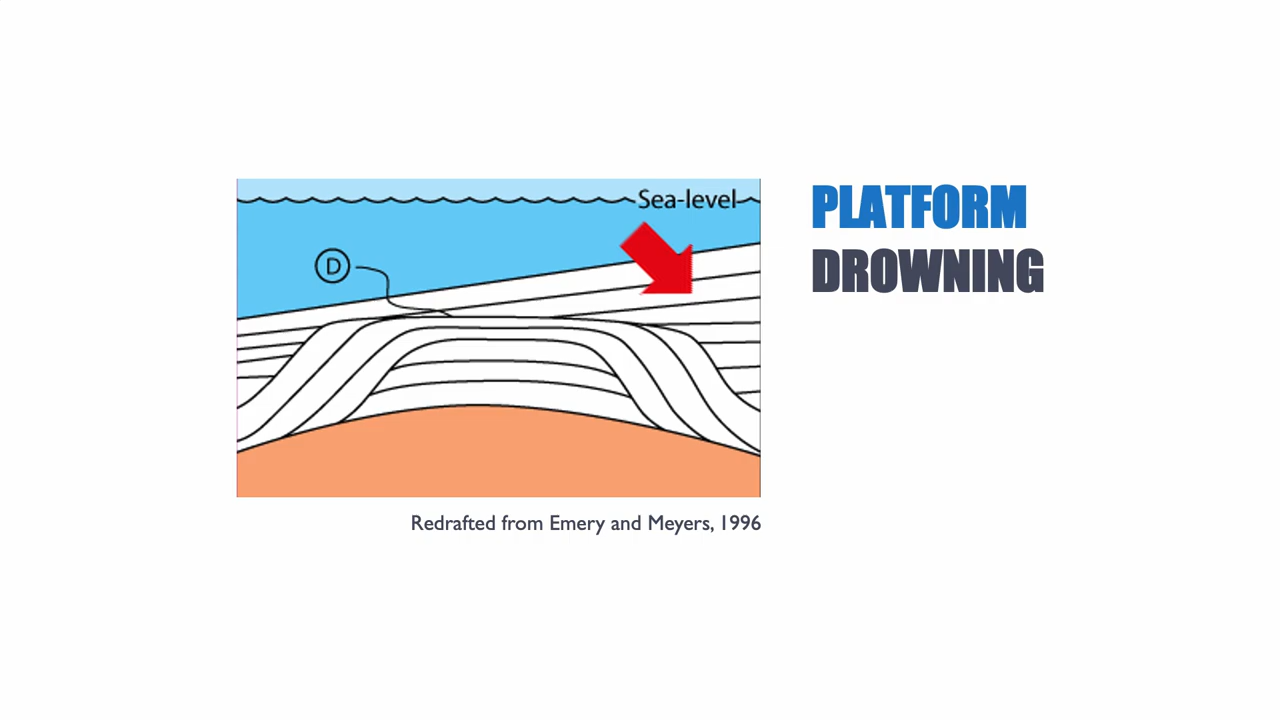 Sea-level
D
PLATFORM
DROWNING
Redrafted from Emery and Meyers, 1996